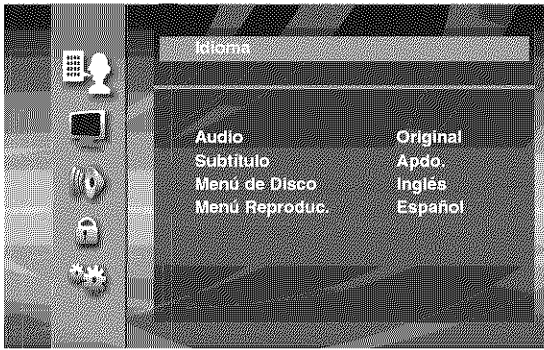 Idioma
Audio Original
Subtítulo Apdo.
Menú de Disco Inglés
Menú Reproduc. Español